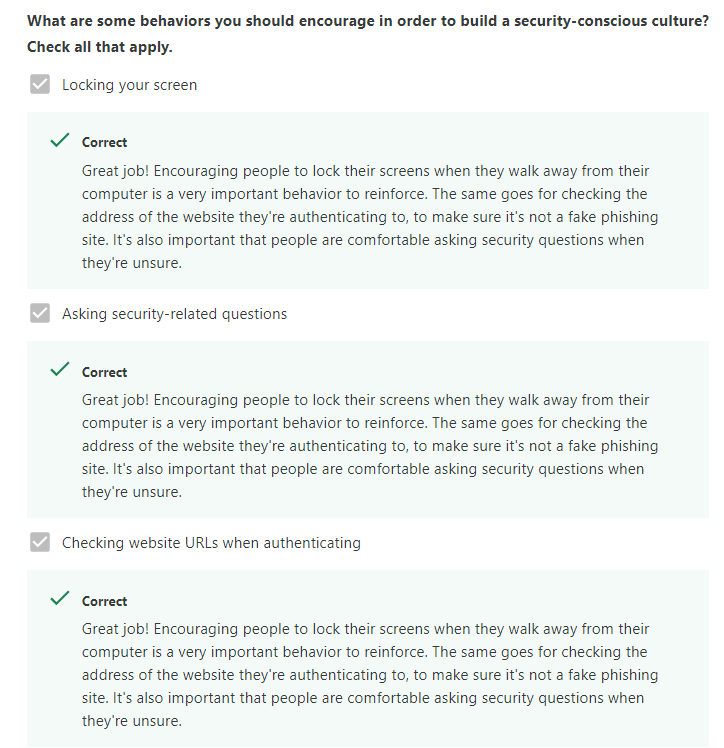 What are some behaviors you should encourage in order to build a security-conscious culture?
Check all that apply.
Locking your screen
Correct
Great job! Encouraging people to lock their screens when they walk away from their
computer is a very important behavior to reinforce. The same goes for checking the
address of the website they're authenticating to, to make sure it's not a fake phishing
site. It's also important that people are comfortable asking security questions when
they're unsure.
Asking security-related questions
Correct
Great job! Encouraging people to lock their screens when they walk away from their
computer is a very important behavior to reinforce. The same goes for checking the
address of the website they're authenticating to, to make sure it's not a fake phishing
site. It's also important that people are comfortable asking security questions when
they're unsure.
Checking website URLs when authenticating
Correct
Great job! Encouraging people to lock their screens when they walk away from their
computer is a very important behavior to reinforce. The same goes for checking the
address of the website they're authenticating to, to make sure it's not a fake phishing
site. It's also important that people are comfortable asking security questions when
they're unsure.